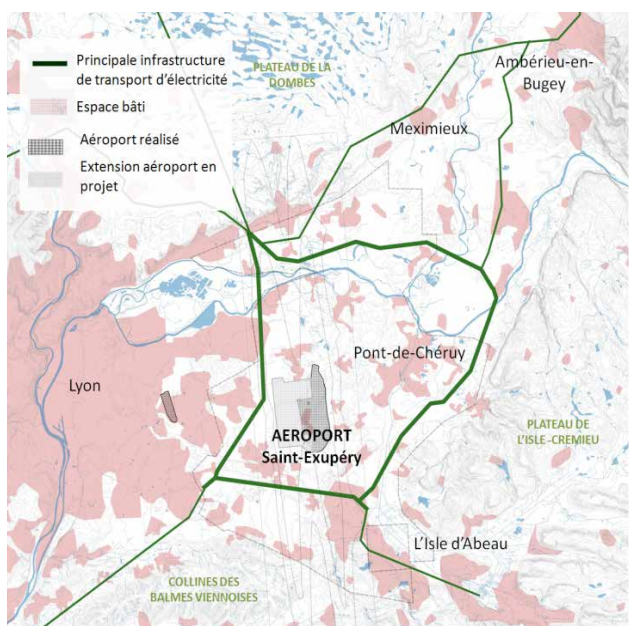 Principale infrastructure
de transport d'électricité
Espace bâti
Aéroport réalisé
Extension aéroport en
projet
PLATEAU DE LA
DOMBES
Ambérieu-en-
Bugey
Meximieux
Pont-de-Chéruy
Lyon
AEROPORT
Saint-Exupéry
PLATEAU DE
L'ISLE-CREMIEU
L'Isle d'Abeau
COLLINES DES
BALMES VIENNOISES